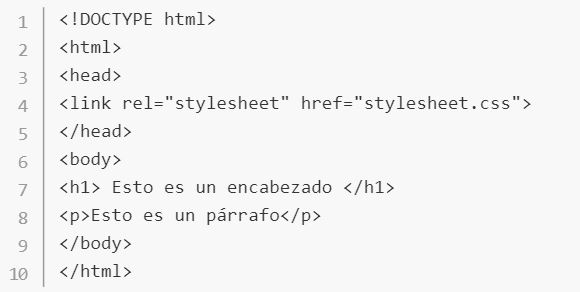 1 <!DOCTYPE html>
2 <html>
3 <head>
4 <link rel="stylesheet" href="stylesheet.css">
5 </head>
6 <body>
7 <h1> Esto es un encabezado </h1>
8 <p>Esto es un párrafo</p>
9 </body>
10 </html>